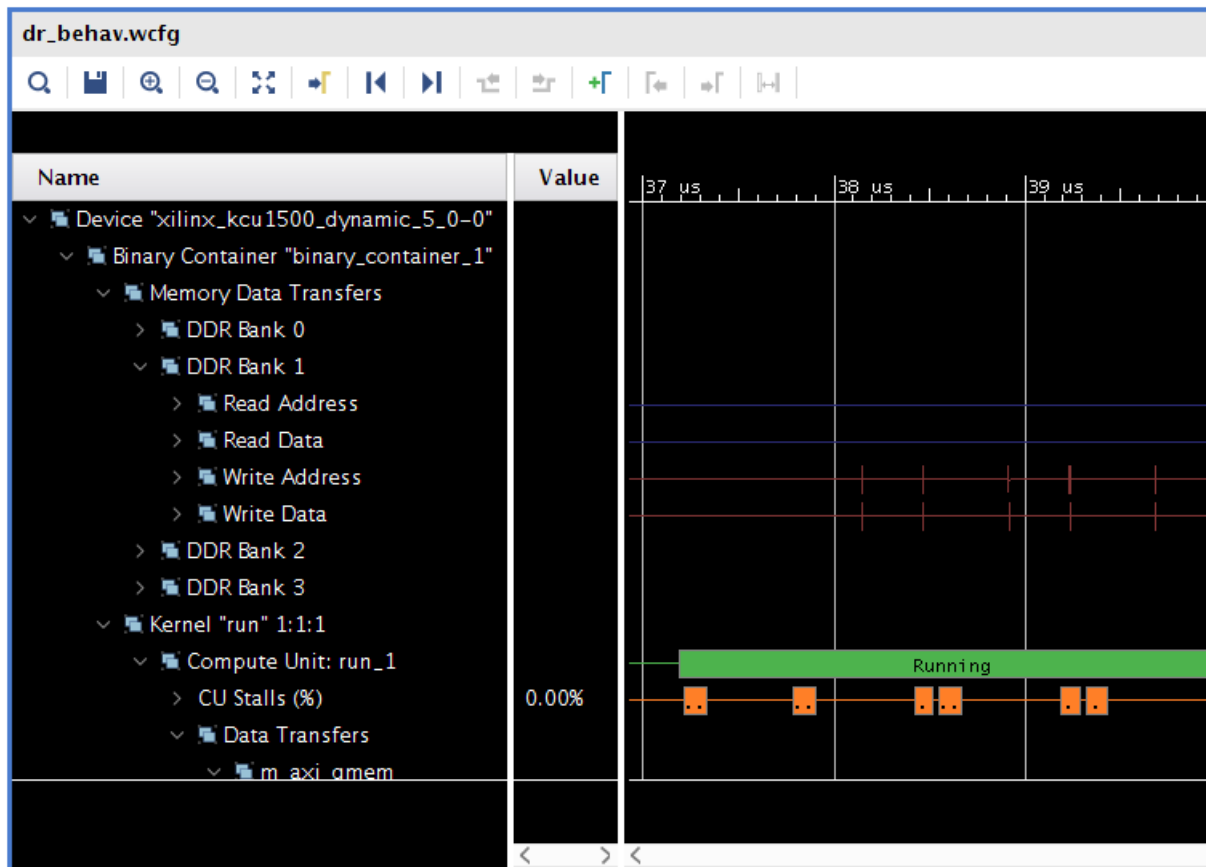 dr_behav.wcfg
Name Value 37 us 38 us 39 us
Device "xilinx_kcu1500_dynamic_5_0-0"
Binary Container "binary_container_1"
Memory Data Transfers
DDR Bank 0
DDR Bank 1
Read Address
Read Data
Write Address
Write Data
DDR Bank 2
DDR Bank 3
Kernel "run" 1:1:1
Compute Unit: run_1 Running
CU Stalls (%) 0.00% .. .. . .. . .
Data Transfers
m_axi_gmem